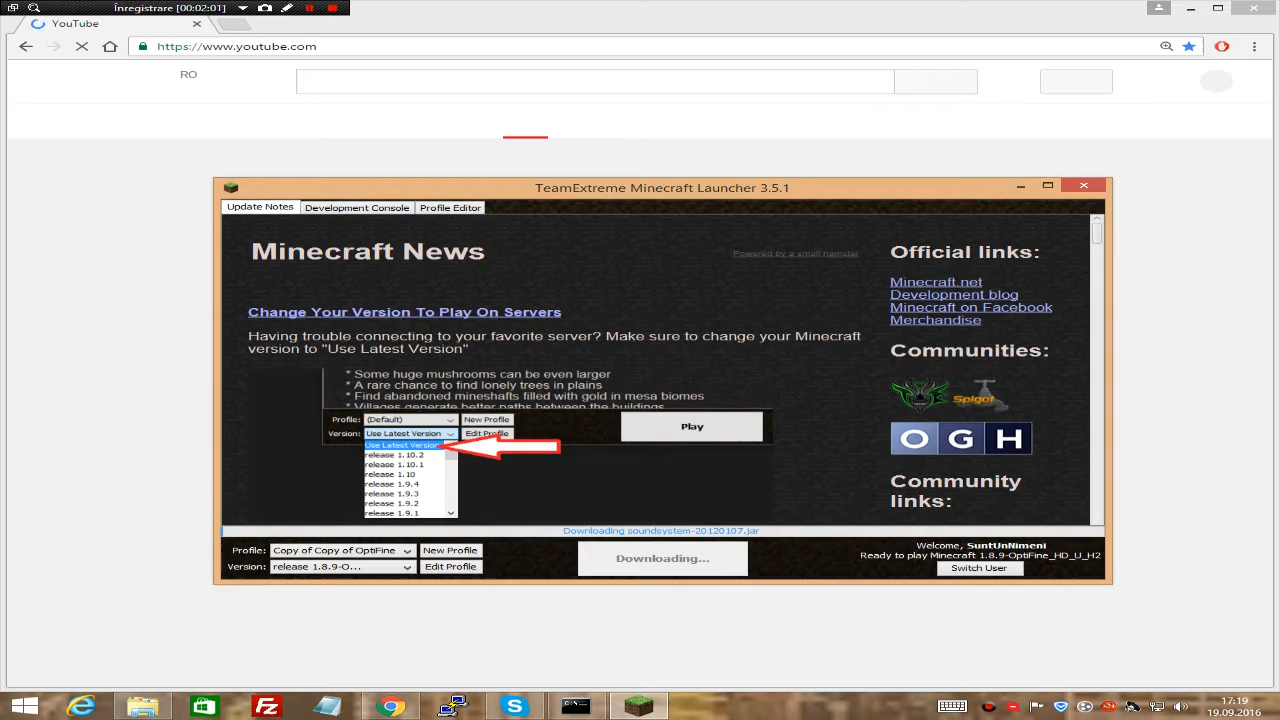 Înregistrare [00:02:01]
YouTube
https://www.youtube.com
RO
TeamExtreme Minecraft Launcher 3.5.1
Update Notes
Development Console
Profile Editor
Minecraft News
Powered by a small hamster
Change Your Version To Play On Servers
Having trouble connecting to your favorite server? Make sure to change your Minecraft
version to "Use Latest Version"
* Some huge mushrooms can be even larger
* A rare chance to find lonely trees in plains
* Find abandoned mineshafts filled with gold in mesa biomes
* Villages generate better paths between the buildings
Profile: (Default) New Profile
Version: Use Latest Version Edit Profile
Play
Use Latest Version
release 1.10.2
release 1.10.1
release 1.10
release 1.9.4
release 1.9.3
release 1.9.2
release 1.9.1
Official links:
Minecraft.net
Development blog
Minecraft on Facebook
Merchandise
Communities:
Spigot
OGH
Community
links:
Downloading soundsystem-20120107.jar
Profile: Copy of Copy of OptiFine New Profile
Version: release 1.8.9-O... Edit Profile
Downloading...
Welcome, SuntUnNimeni
Ready to play Minecraft 1.8.9-OptiFine_HD_U_H2
Switch User
17:19
19.09.2016